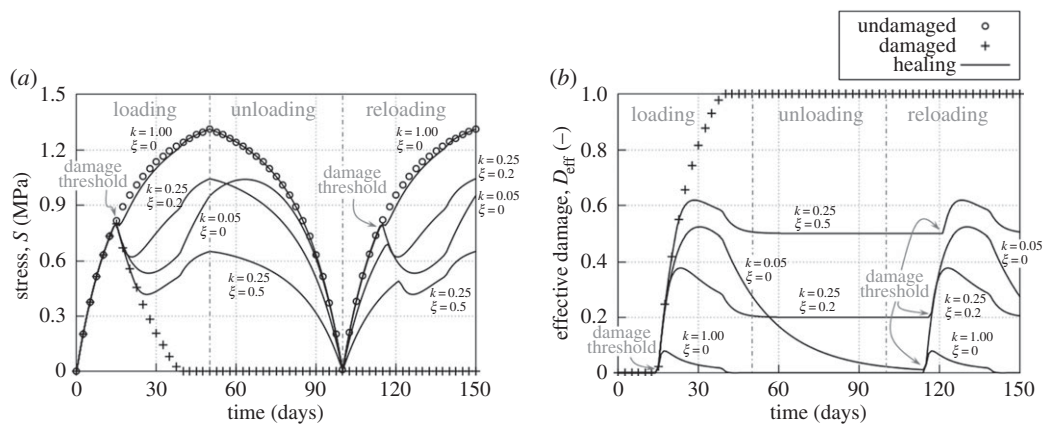 undamaged
damaged
healing
(a)
loading
unloading
reloading
k = 1.00
ξ = 0
k = 1.00
ξ = 0
damage
threshold
damage
threshold
k = 0.25
ξ = 0.2
k = 0.25
ξ = 0.2
k = 0.05
ξ = 0
k = 0.05
ξ = 0
k = 0.25
ξ = 0.5
k = 0.25
ξ = 0.5
stress, S (MPa)
1.5
1.2
0.9
0.6
0.3
0
0
30
60
90
120
150
time (days)
(b)
loading
unloading
reloading
k = 0.25
ξ = 0.5
k = 0.05
ξ = 0
k = 0.05
ξ = 0
damage
threshold
k = 0.25
ξ = 0.2
k = 0.25
ξ = 0.2
damage
threshold
k = 1.00
ξ = 0
k = 1.00
ξ = 0
effective damage, Deff (–)
1.0
0.8
0.6
0.4
0.2
0
0
30
60
90
120
150
time (days)